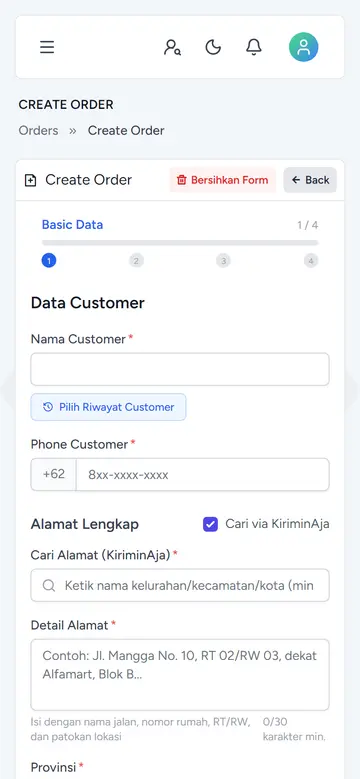 CREATE ORDER
Orders » Create Order
Create Order
Bersihkan Form
← Back
Basic Data
1 / 4
1
2
3
4
Data Customer
Nama Customer *
Pilih Riwayat Customer
Phone Customer *
+62
8xx-xxxx-xxxx
Alamat Lengkap
Cari via KiriminAja
Cari Alamat (KiriminAja) *
Ketik nama kelurahan/kecamatan/kota (min
Detail Alamat *
Contoh: Jl. Mangga No. 10, RT 02/RW 03, dekat
Alfamart, Blok B...
Isi dengan nama jalan, nomor rumah, RT/RW,
dan patokan lokasi
0/30
karakter min.
Provinsi *